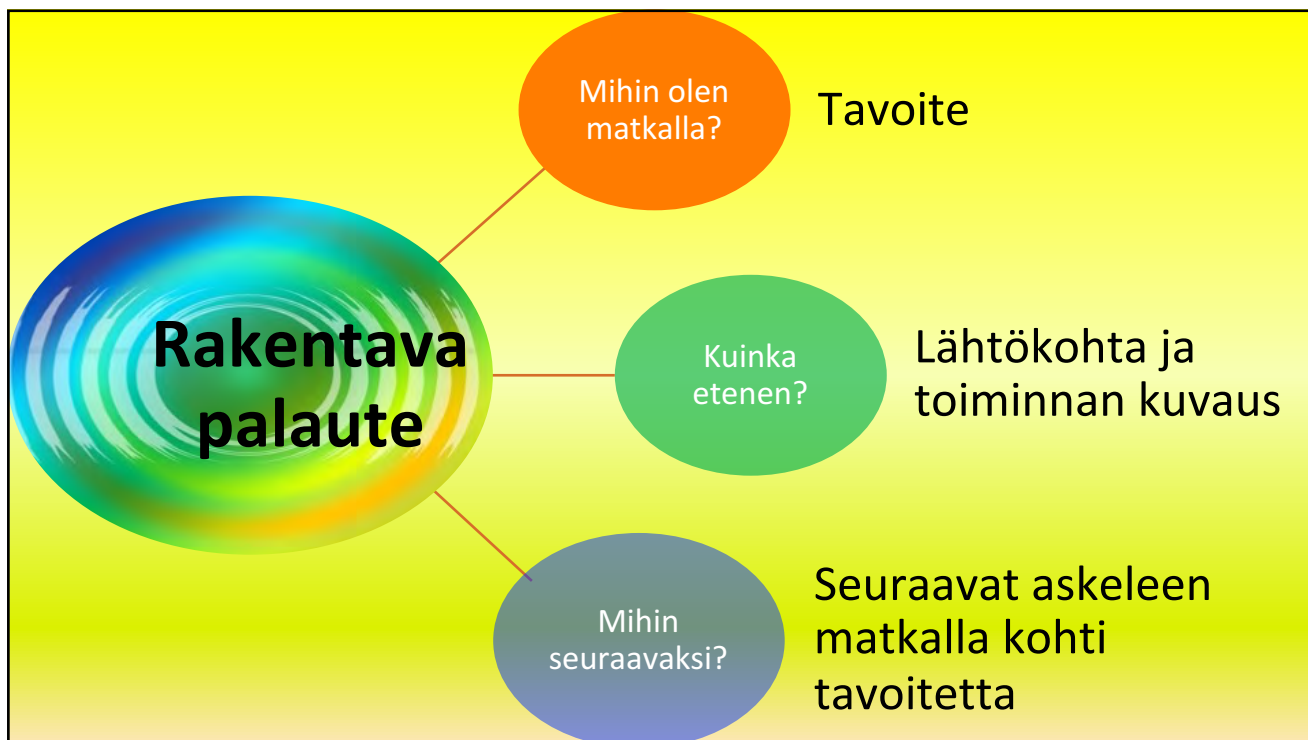 Mihin olen
matkalla?
Tavoite
Rakentava
palaute
Kuinka
etenen?
Lähtökohta ja
toiminnan kuvaus
Mihin
seuraavaksi?
Seuraavat askeleen
matkalla kohti
tavoitetta